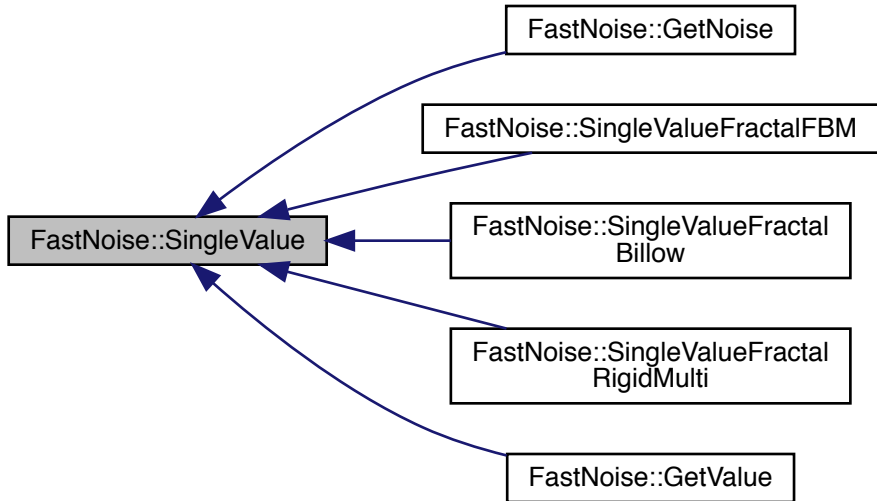 FastNoise::GetNoise
FastNoise::SingleValueFractalFBM
FastNoise::SingleValue
FastNoise::SingleValueFractal
Billow
FastNoise::SingleValueFractal
RigidMulti
FastNoise::GetValue